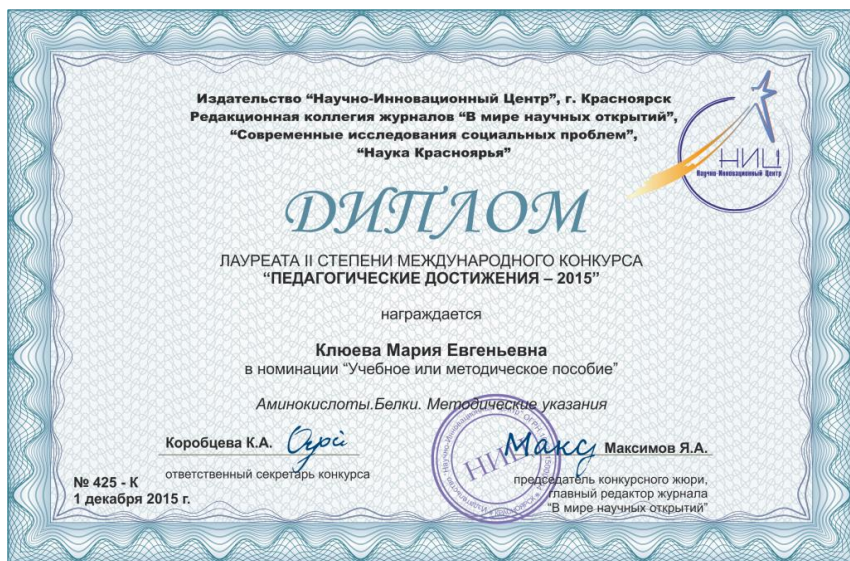 Издательство “Научно-Инновационный Центр”, г. Красноярск
Редакционная коллегия журналов “В мире научных открытий”,
“Современные исследования социальных проблем”,
“Наука Красноярья”
НИЦ
Научно-Инновационный Центр
ДИПЛОМ
ЛАУРЕАТА II СТЕПЕНИ МЕЖДУНАРОДНОГО КОНКУРСА
“ПЕДАГОГИЧЕСКИЕ ДОСТИЖЕНИЯ – 2015”
награждается
Клюева Мария Евгеньевна
в номинации “Учебное или методическое пособие”
Аминокислоты.Белки. Методические указания
Коробцева К.А.
ответственный секретарь конкурса
НИЦ
Максимов Я.А.
председатель конкурсного жюри,
главный редактор журнала
“В мире научных открытий”
№ 425 - К
1 декабря 2015 г.